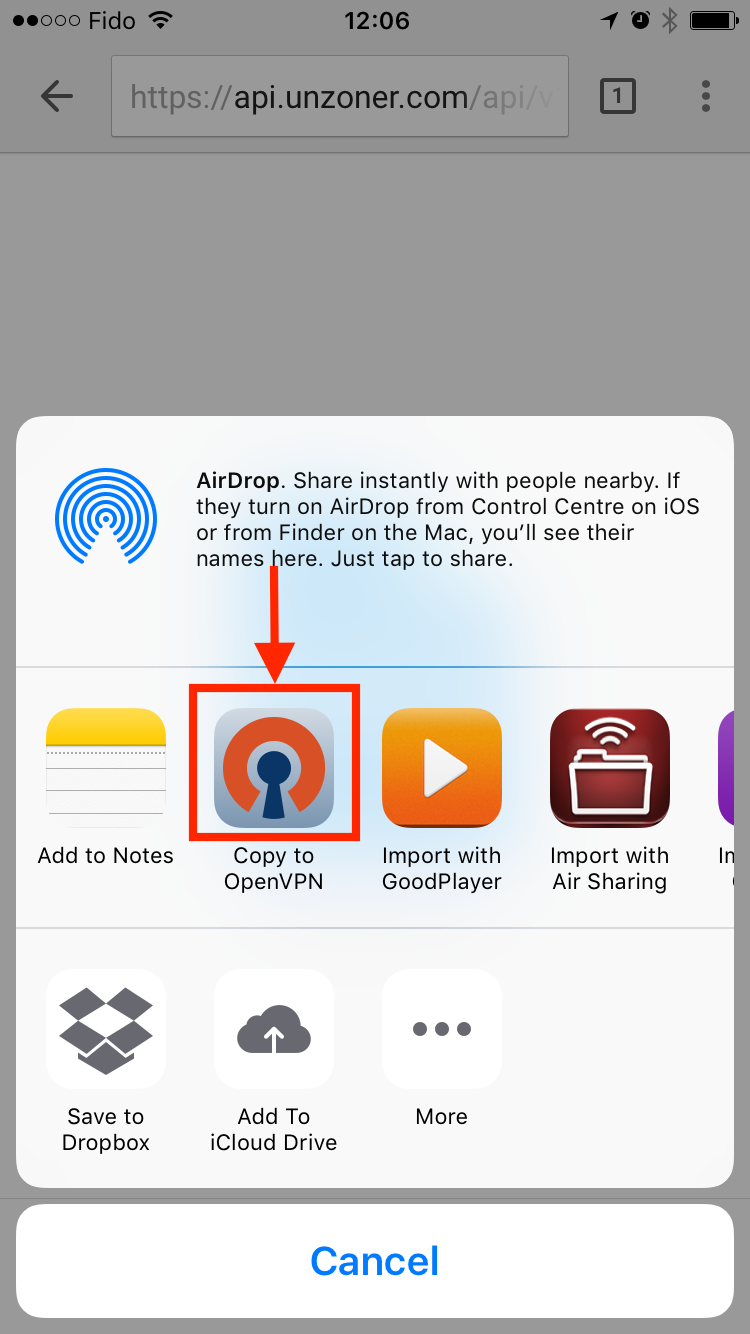 Fido 12:06
https://api.unzoner.com/api/v
1
AirDrop. Share instantly with people nearby. If
they turn on AirDrop from Control Centre on iOS
or from Finder on the Mac, you'll see their
names here. Just tap to share.
Add to Notes
Copy to
OpenVPN
Import with
GoodPlayer
Import with
Air Sharing
Save to
Dropbox
Add To
iCloud Drive
More
Cancel